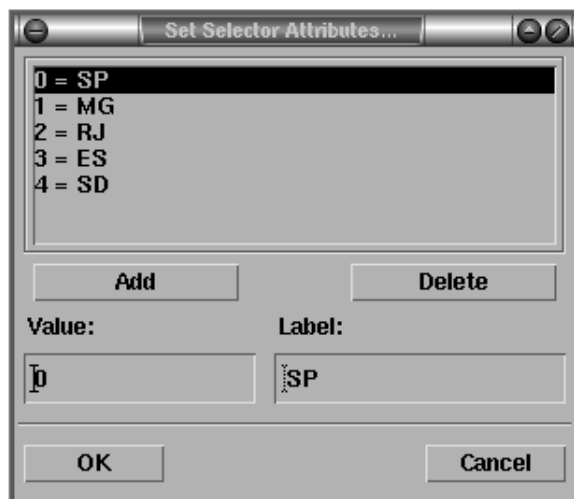 Set Selector Attributes...
0 = SP
1 = MG
2 = RJ
3 = ES
4 = SD
Add Delete
Value: Label:
0 SP
OK Cancel